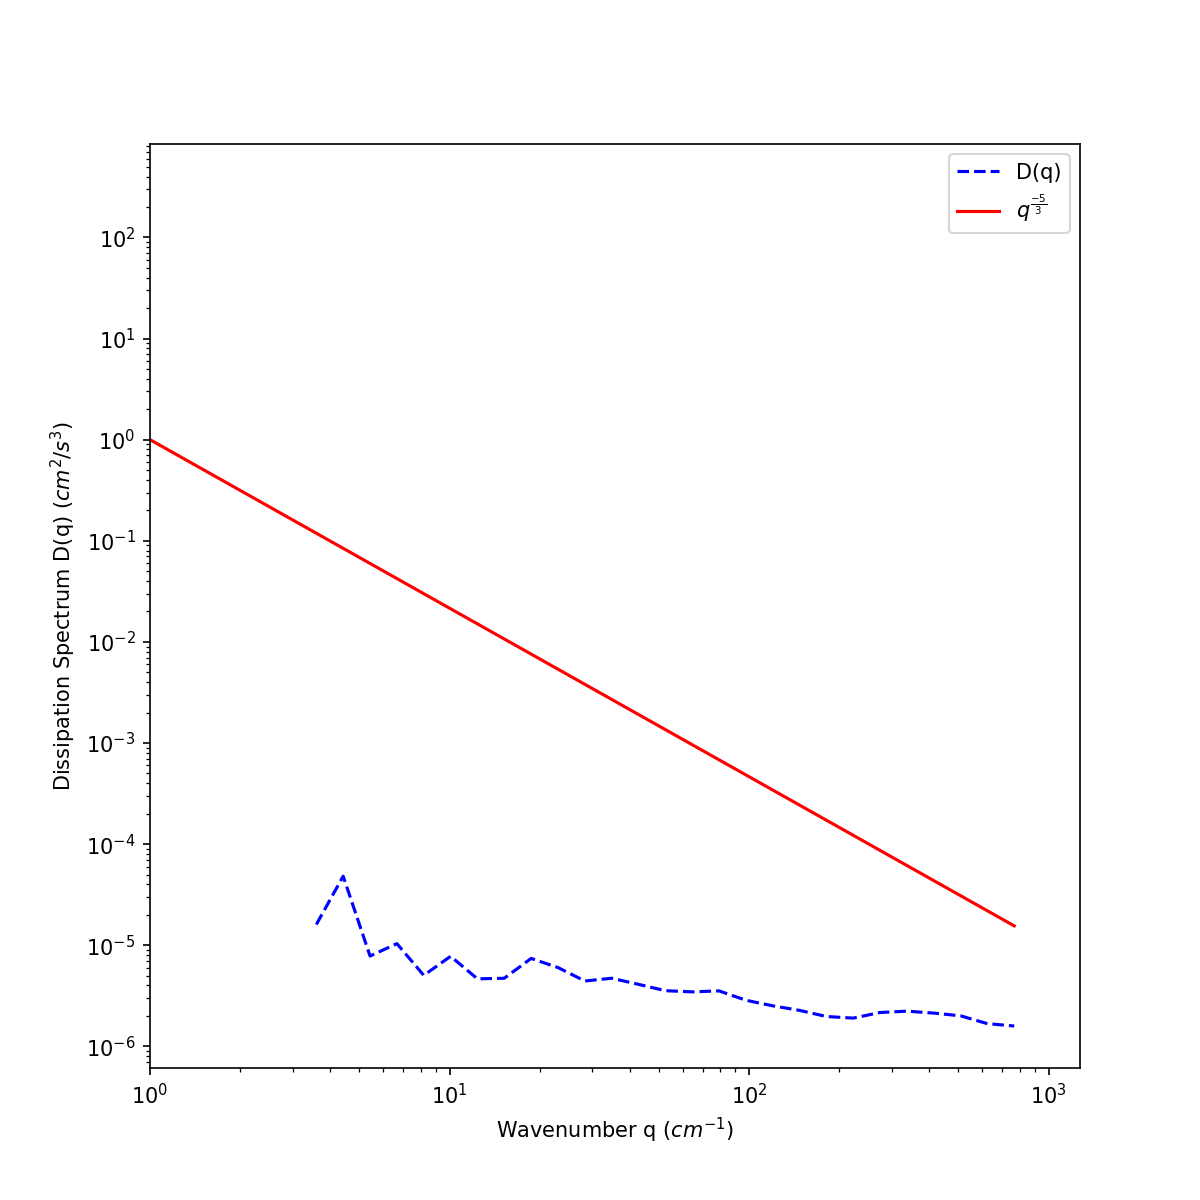 D(q)
q^{\frac{-5}{3}}
10^2
10^1
10^0
10^{-1}
10^{-2}
10^{-3}
10^{-4}
10^{-5}
10^{-6}
Dissipation Spectrum D(q) (cm^2/s^3)
10^0 10^1 10^2 10^3
Wavenumber q (cm^{-1})